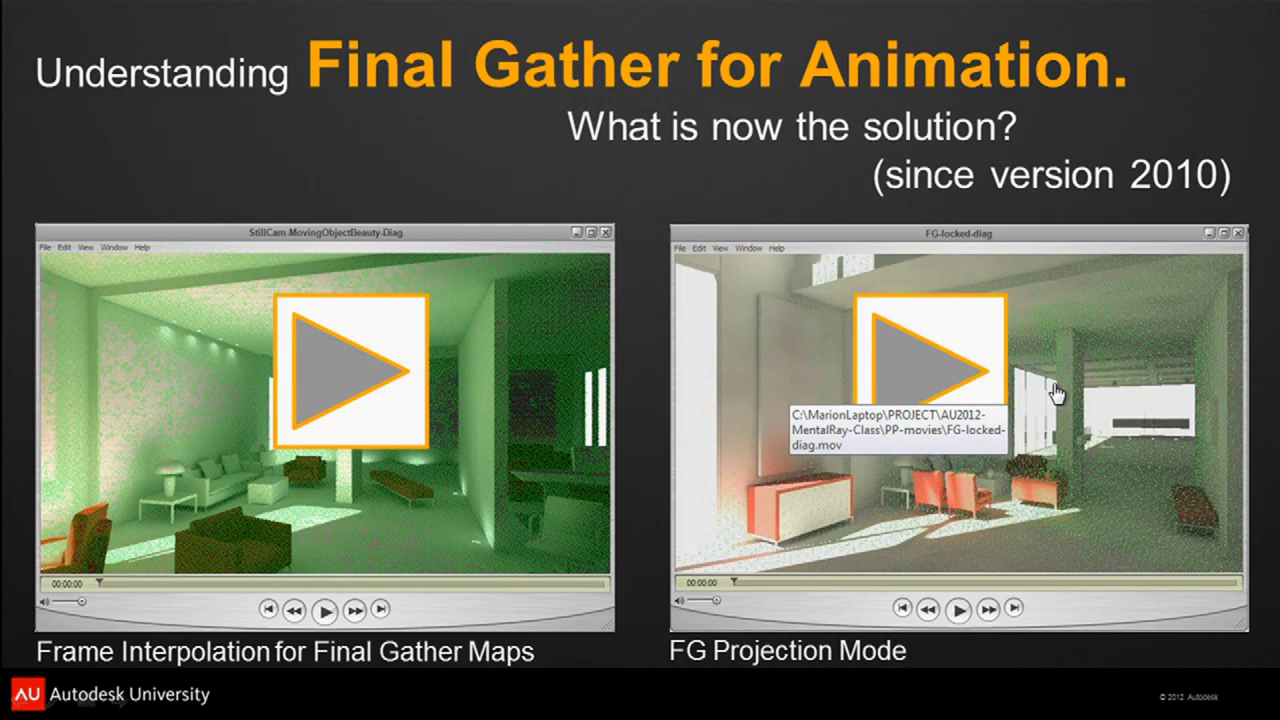 Understanding Final Gather for Animation.
What is now the solution?
(since version 2010)
StillCam-MovingObjectBeauty-Diag
File Edit View Window Help
FG-locked-diag
File Edit View Window Help
C:\MarionLaptop\PROJECT\AU2012-
MentalRay-Class\PP-movies\FG-locked-
diag.mov
00:00:00
00:00:00
Frame Interpolation for Final Gather Maps
FG Projection Mode
AU Autodesk University
© 2012 Autodesk